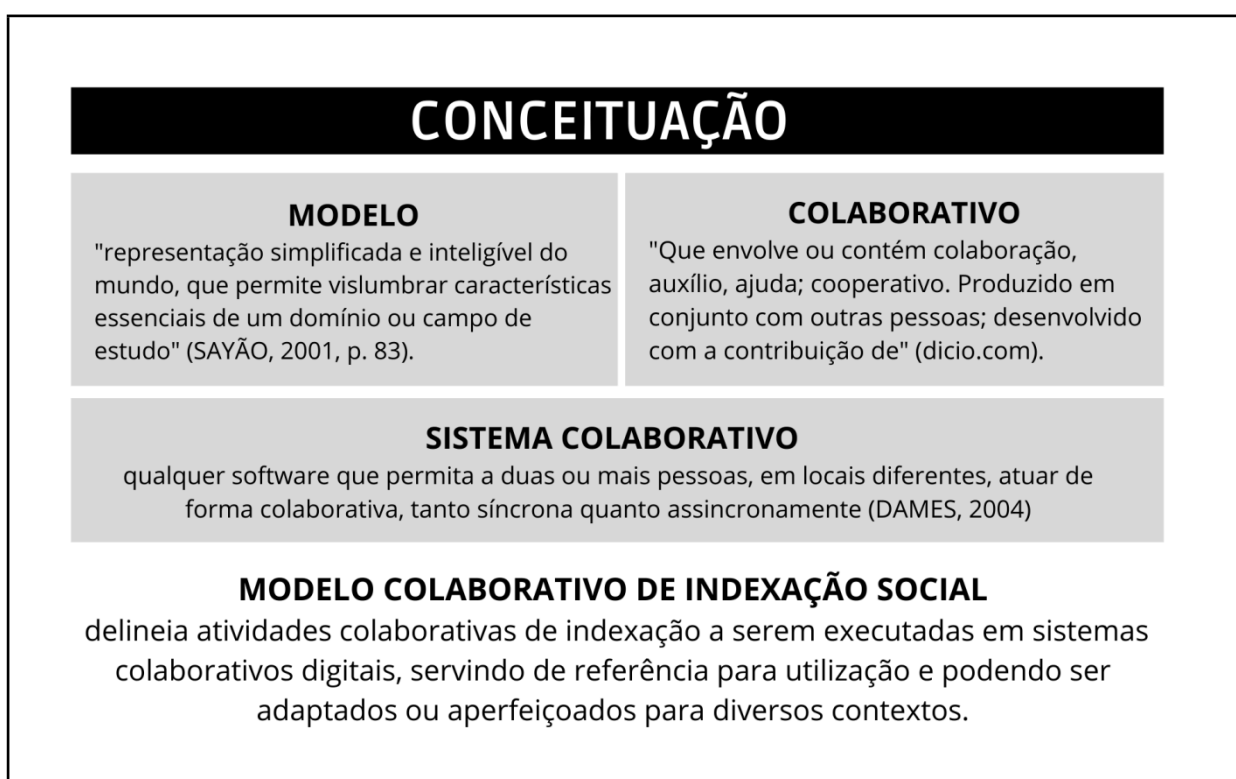 CONCEITUAÇÃO
MODELO
"representação simplificada e inteligível do
mundo, que permite vislumbrar características
essenciais de um domínio ou campo de
estudo" (SAYÃO, 2001, p. 83).
COLABORATIVO
"Que envolve ou contém colaboração,
auxílio, ajuda; cooperativo. Produzido em
conjunto com outras pessoas; desenvolvido
com a contribuição de" (dicio.com).
SISTEMA COLABORATIVO
qualquer software que permita a duas ou mais pessoas, em locais diferentes, atuar de
forma colaborativa, tanto síncrona quanto assincronamente (DAMES, 2004)
MODELO COLABORATIVO DE INDEXAÇÃO SOCIAL
delineia atividades colaborativas de indexação a serem executadas em sistemas
colaborativos digitais, servindo de referência para utilização e podendo ser
adaptados ou aperfeiçoados para diversos contextos.